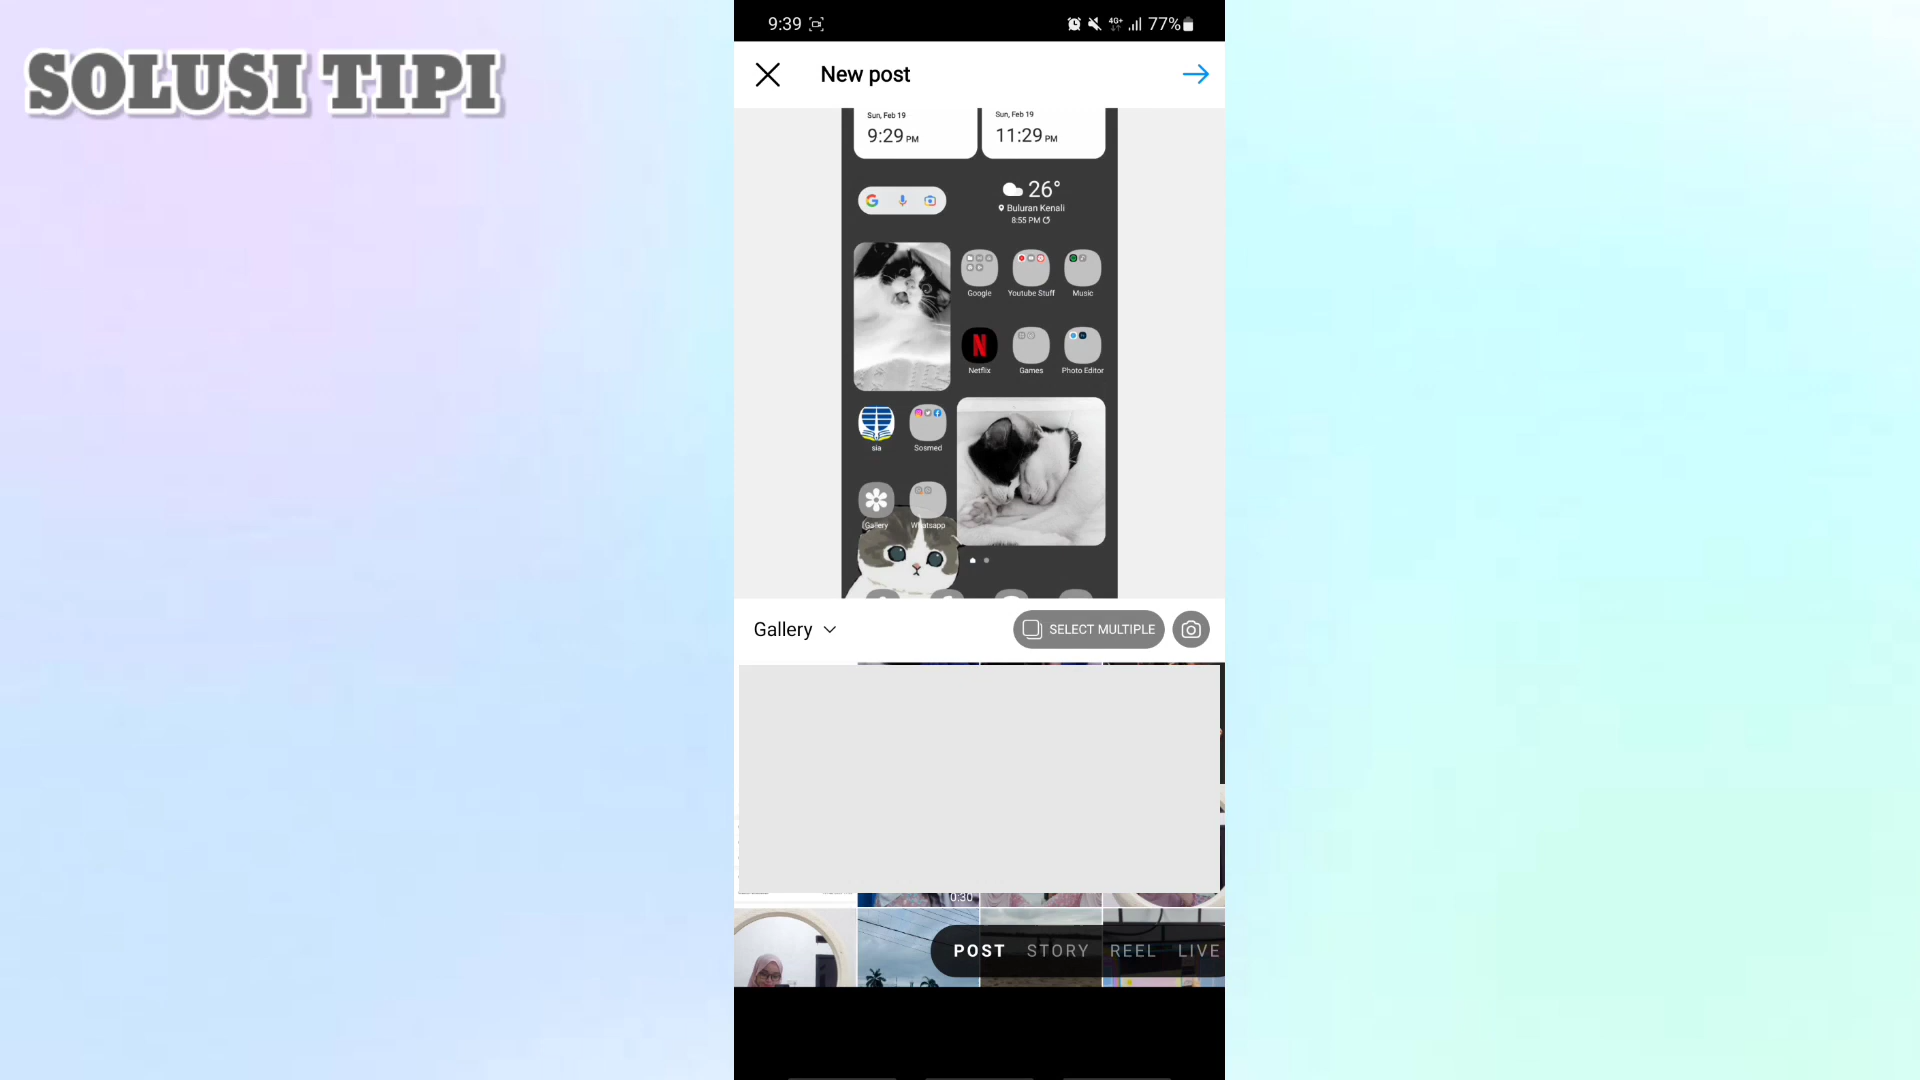 SOLUSI TIPI
9:39
4G+
77%
New post
Sun, Feb 19
9:29 PM
Sun, Feb 19
11:29 PM
26°
Buluran Kenali
8:55 PM
Google
Youtube Stuff
Music
Netflix
Games
Photo Editor
sia
Sosmed
Gallery
Whatsapp
Gallery
SELECT MULTIPLE
0:30
POST
STORY
REEL
LIVE